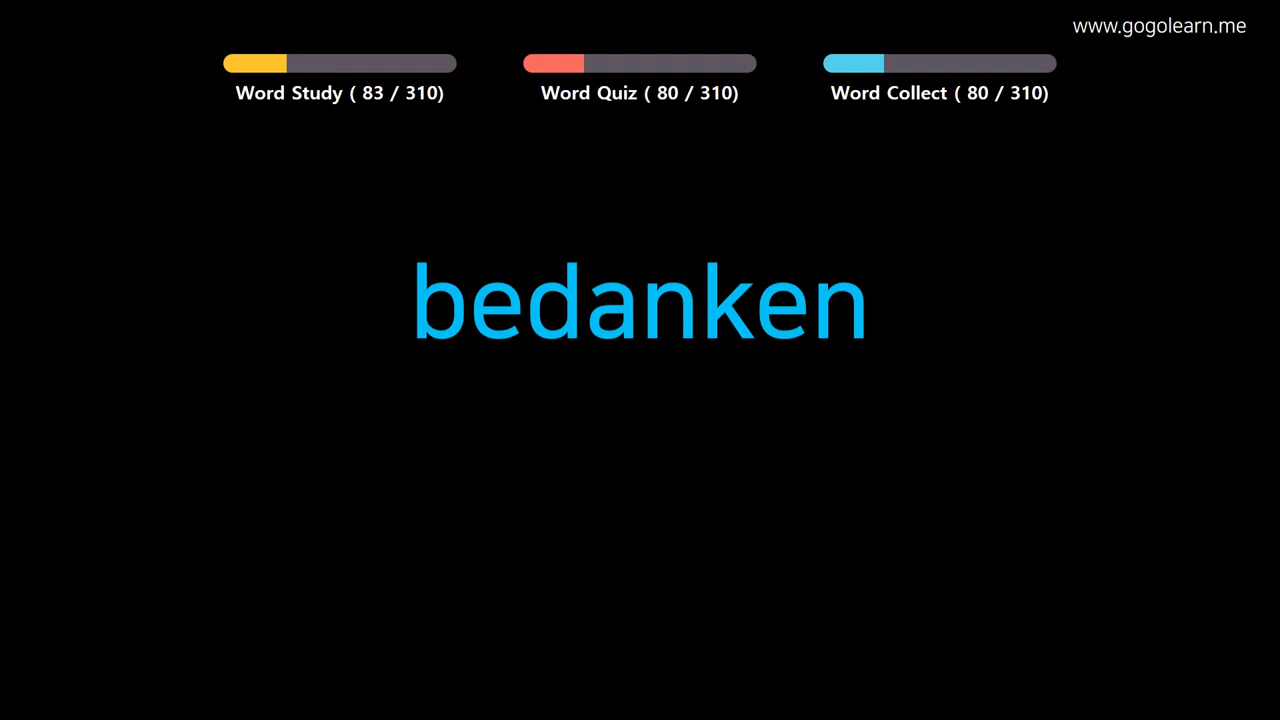 www.gogolearn.me
Word Study ( 83 / 310)
Word Quiz ( 80 / 310)
Word Collect ( 80 / 310)
bedanken